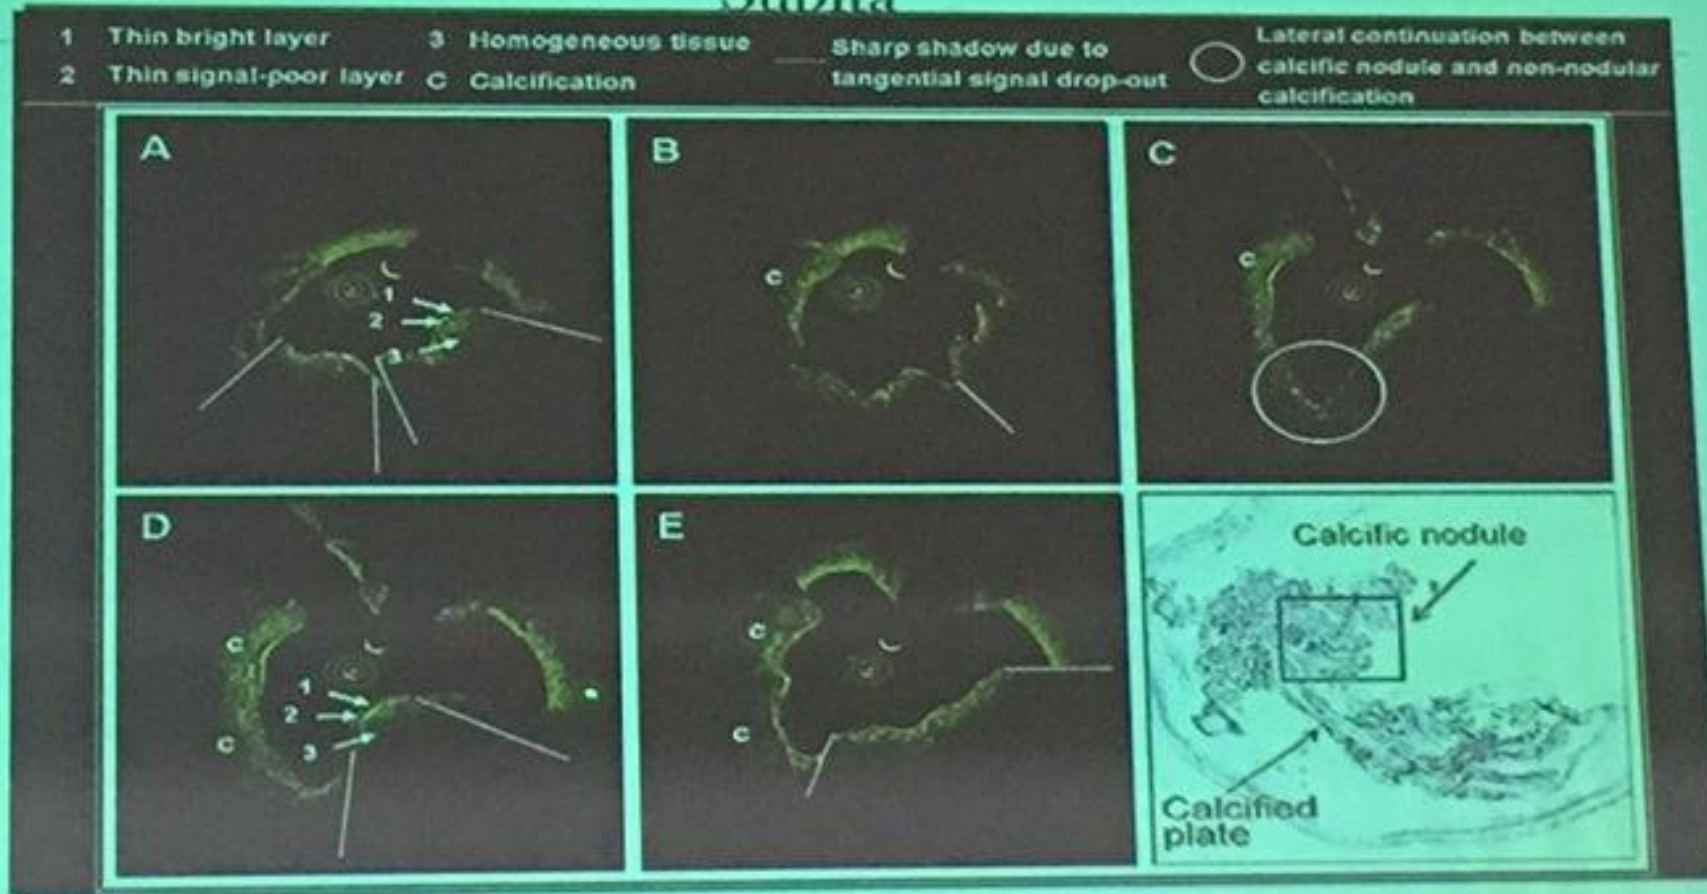 1 Thin bright layer
2 Thin signal-poor layer
3 Homogeneous tissue
C Calcification
Sharp shadow due to
tangential signal drop-out
Lateral continuation between
calcific nodule and non-nodular
calcification
A
1
2
3
B
C
C
C
D
C
C
1
2
3
E
C
C
Calcific nodule
Calcified
plate